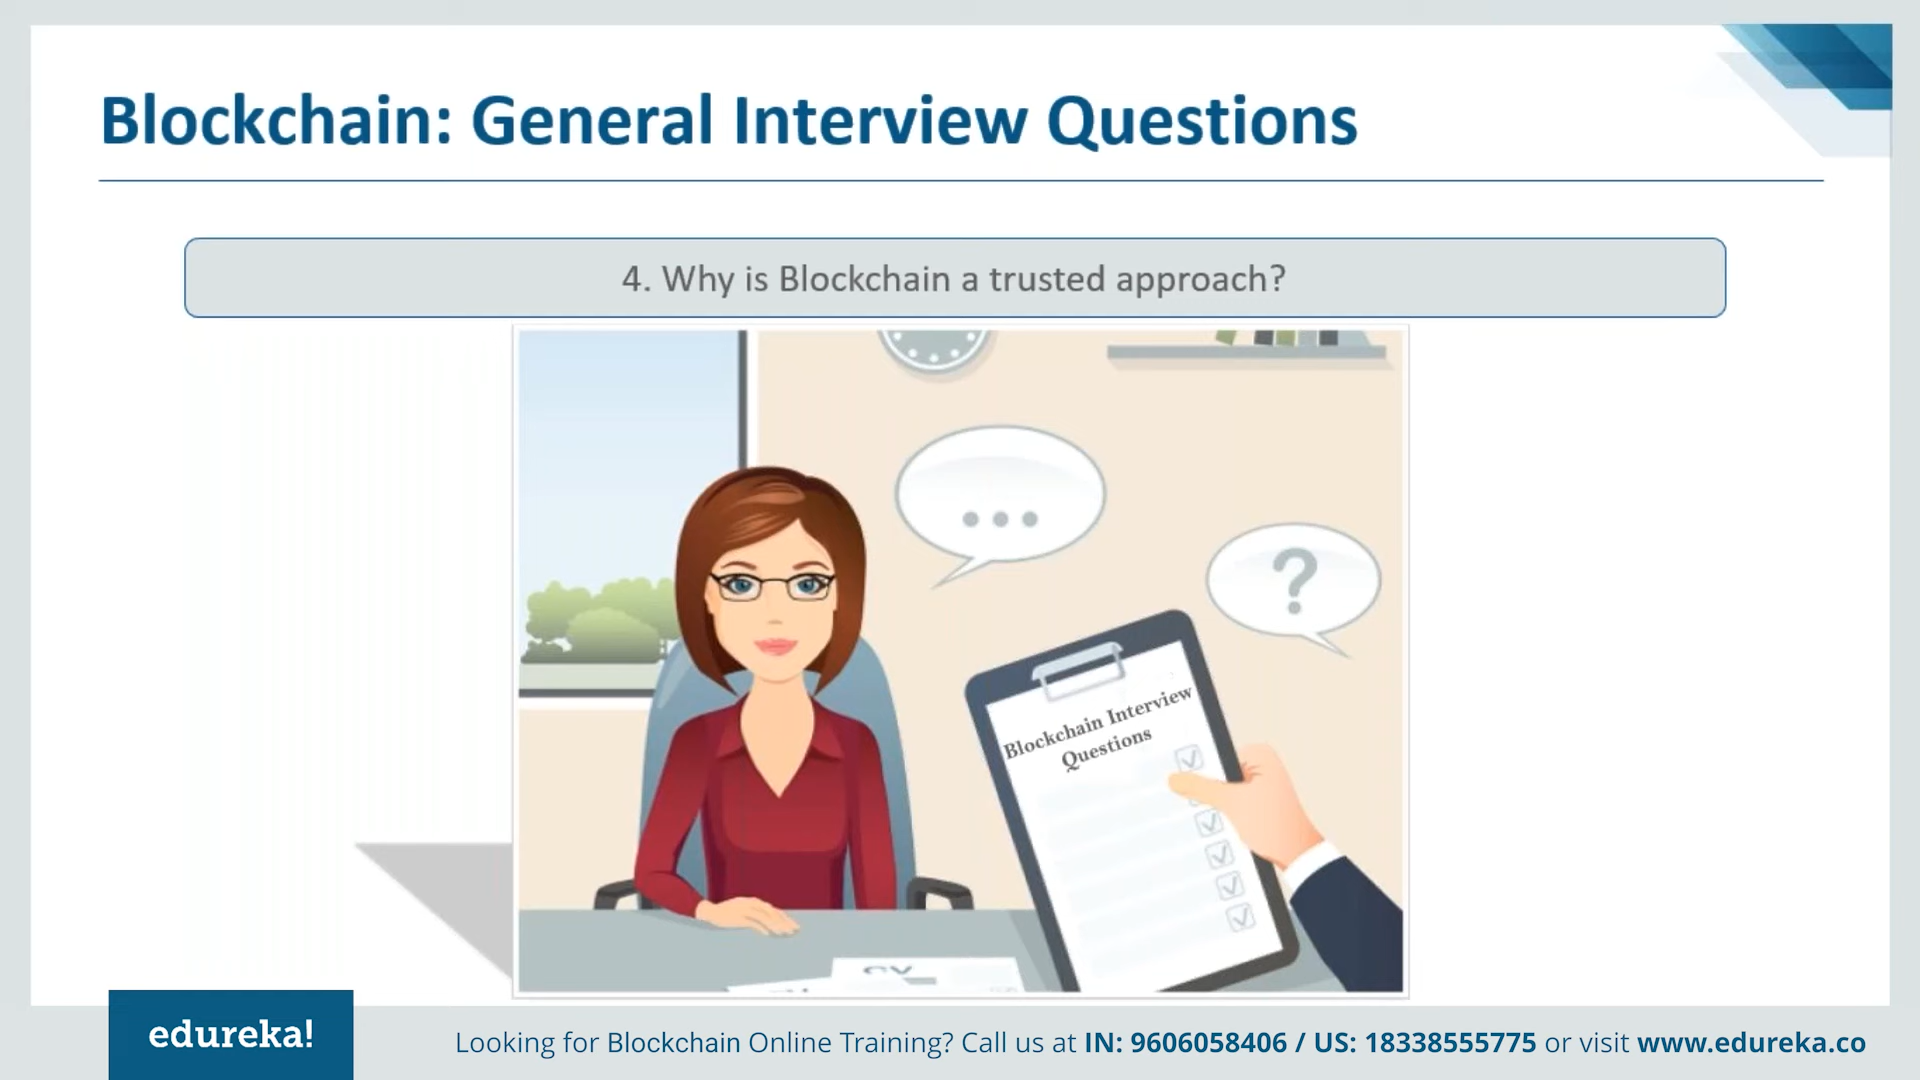 Blockchain: General Interview Questions
4. Why is Blockchain a trusted approach?
...
?
Blockchain Interview
Questions
CV
edureka!
Looking for Blockchain Online Training? Call us at IN: 9606058406 / US: 18338555775 or visit www.edureka.co